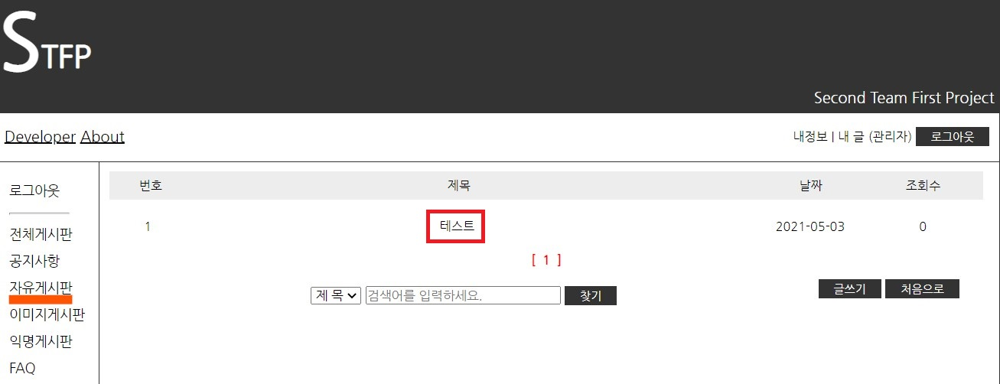 STFP
Second Team First Project
Developer About
내정보 | 내 글 (관리자) 로그아웃
로그아웃
전체게시판
공지사항
자유게시판
이미지게시판
익명게시판
FAQ
번호 제목 날짜 조회수
1 테스트 2021-05-03 0
[ 1 ]
제 목 검색어를 입력하세요. 찾기
글쓰기 처음으로